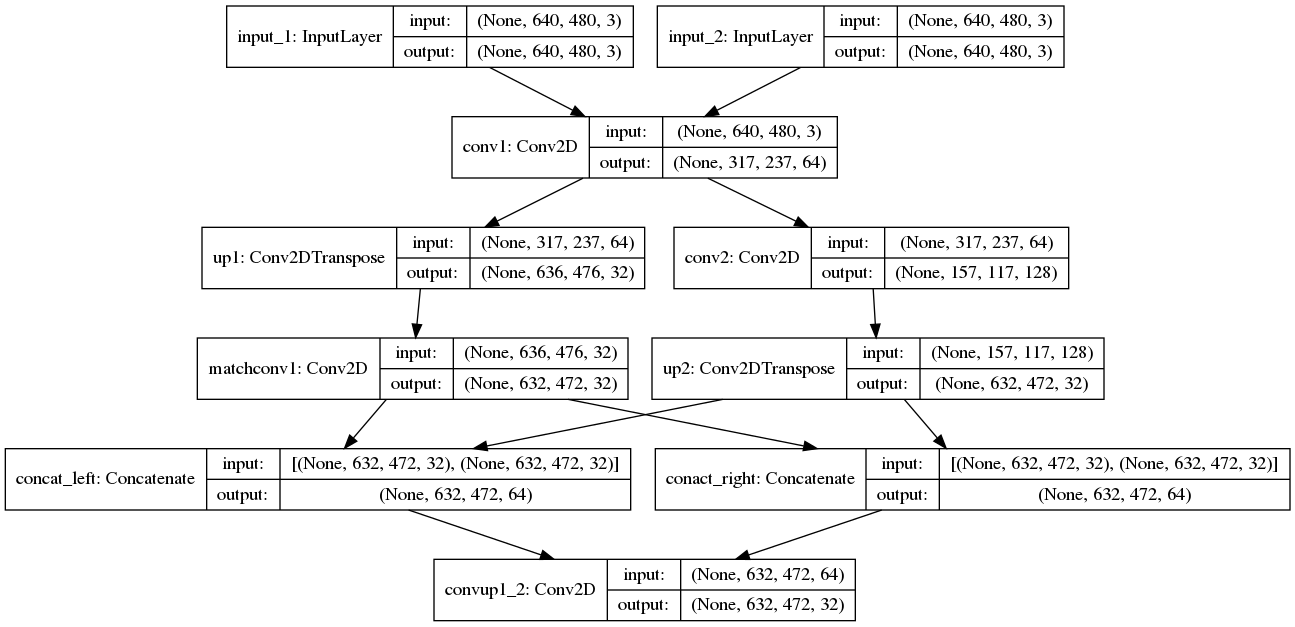 input_1: InputLayer
input: (None, 640, 480, 3)
output: (None, 640, 480, 3)
input_2: InputLayer
input: (None, 640, 480, 3)
output: (None, 640, 480, 3)
conv1: Conv2D
input: (None, 640, 480, 3)
output: (None, 317, 237, 64)
up1: Conv2DTranspose
input: (None, 317, 237, 64)
output: (None, 636, 476, 32)
conv2: Conv2D
input: (None, 317, 237, 64)
output: (None, 157, 117, 128)
matchconv1: Conv2D
input: (None, 636, 476, 32)
output: (None, 632, 472, 32)
up2: Conv2DTranspose
input: (None, 157, 117, 128)
output: (None, 632, 472, 32)
concat_left: Concatenate
input: [(None, 632, 472, 32), (None, 632, 472, 32)]
output: (None, 632, 472, 64)
conact_right: Concatenate
input: [(None, 632, 472, 32), (None, 632, 472, 32)]
output: (None, 632, 472, 64)
convup1_2: Conv2D
input: (None, 632, 472, 64)
output: (None, 632, 472, 32)